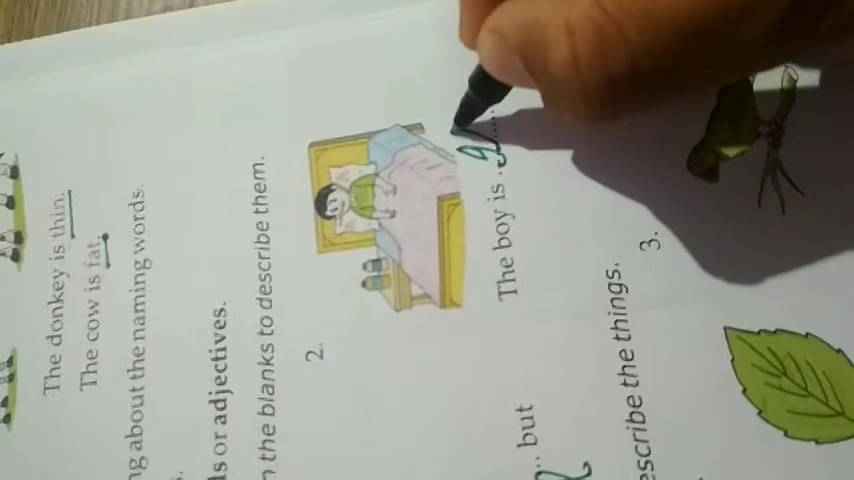 The donkey is thin.
The cow is fat.
ng about the naming words.
s.
ls or adjectives.
n the blanks to describe them.
2.
The boy is
.. but
escribe the things.
3.